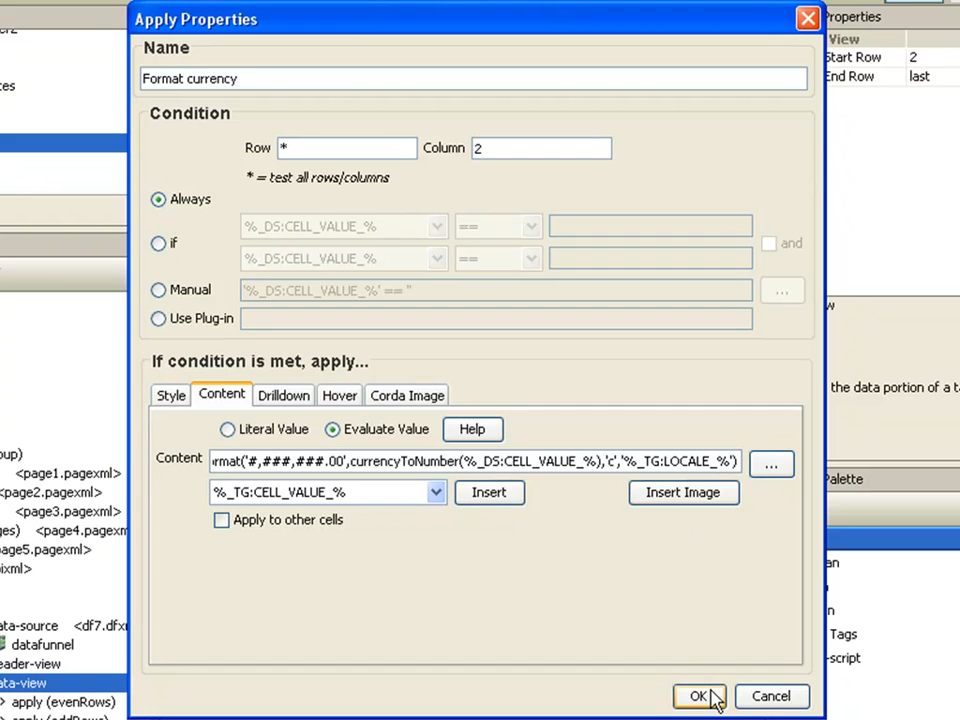 Apply Properties
Properties
Name
View
Start Row 2
End Row last
Format currency
Condition
Row * Column 2
* = test all rows/columns
Always
if %_DS:CELL_VALUE_% ==
and
%_DS:CELL_VALUE_% ==
Manual '%_DS:CELL_VALUE_%' == '' ...
Use Plug-in
If condition is met, apply...
the data portion of a
Style Content Drilldown Hover Corda Image
Literal Value Evaluate Value Help
Content rmat('#,###,###.00',currencyToNumber(%_DS:CELL_VALUE_%),'c','%_TG:LOCALE_%') ...
<page1.pagexml>
Palette
<page2.pagexml>
%_TG:CELL_VALUE_% Insert Insert Image
<page3.pagexml>
Apply to other cells
<page4.pagexm
age5.pagexml>
ixml>
ata-source <df7.dfxm
Tags
datafunnel
-script
eader-view
ata-view
apply (evenRows)
OK Cancel
apply (oddRows)